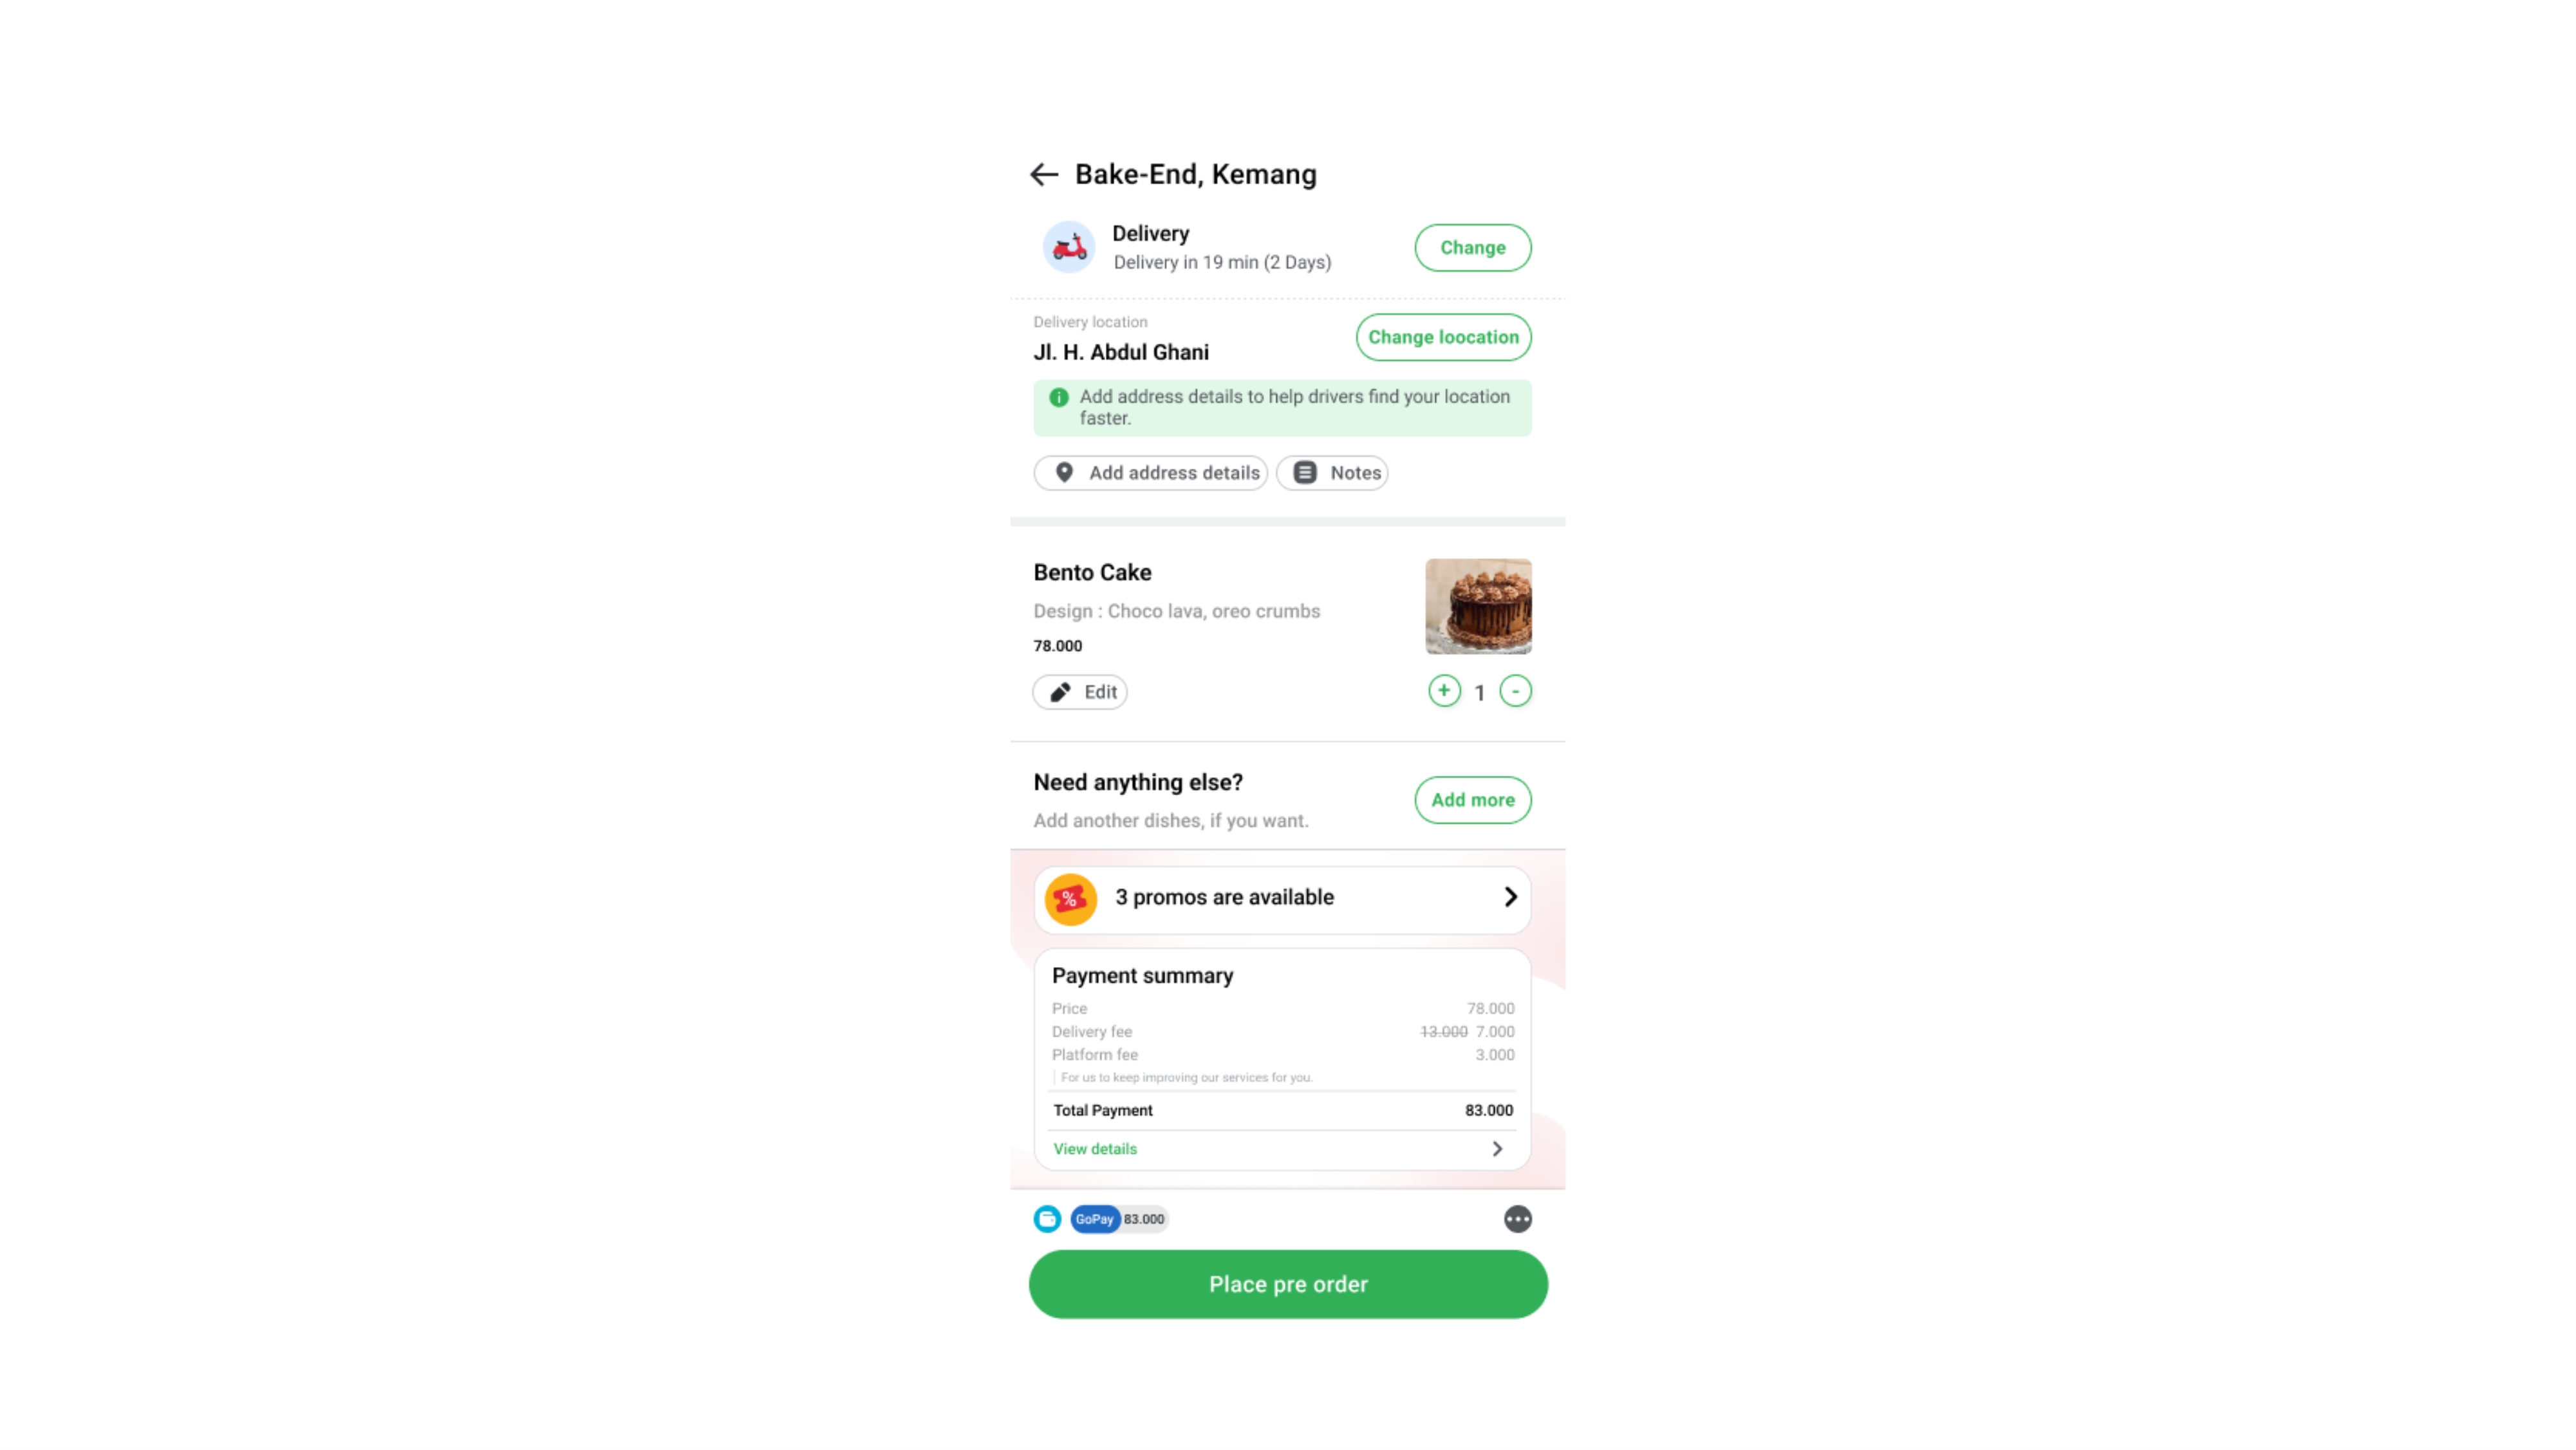 Bake-End, Kemang
Delivery
Delivery in 19 min (2 Days)
Change
Delivery location
Jl. H. Abdul Ghani
Change loocation
Add address details to help drivers find your location
faster.
Add address details
Notes
Bento Cake
Design : Choco lava, oreo crumbs
78.000
Edit
+ 1 -
Need anything else?
Add another dishes, if you want.
Add more
% 3 promos are available
Payment summary
Price 78.000
Delivery fee 13.000 7.000
Platform fee 3.000
For us to keep improving our services for you.
Total Payment 83.000
View details
GoPay 83.000
Place pre order